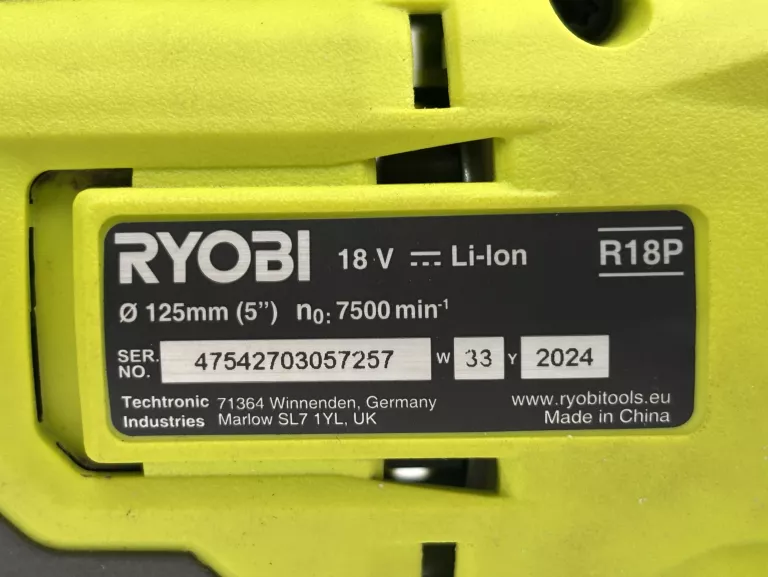 RYOBI 18 V ⎓ Li-Ion R18P
Ø 125mm (5”) n₀: 7500 min⁻¹
SER. NO. 47542703057257 W 33 Y 2024
Techtronic Industries
71364 Winnenden, Germany
Marlow SL7 1YL, UK
www.ryobitools.eu
Made in China